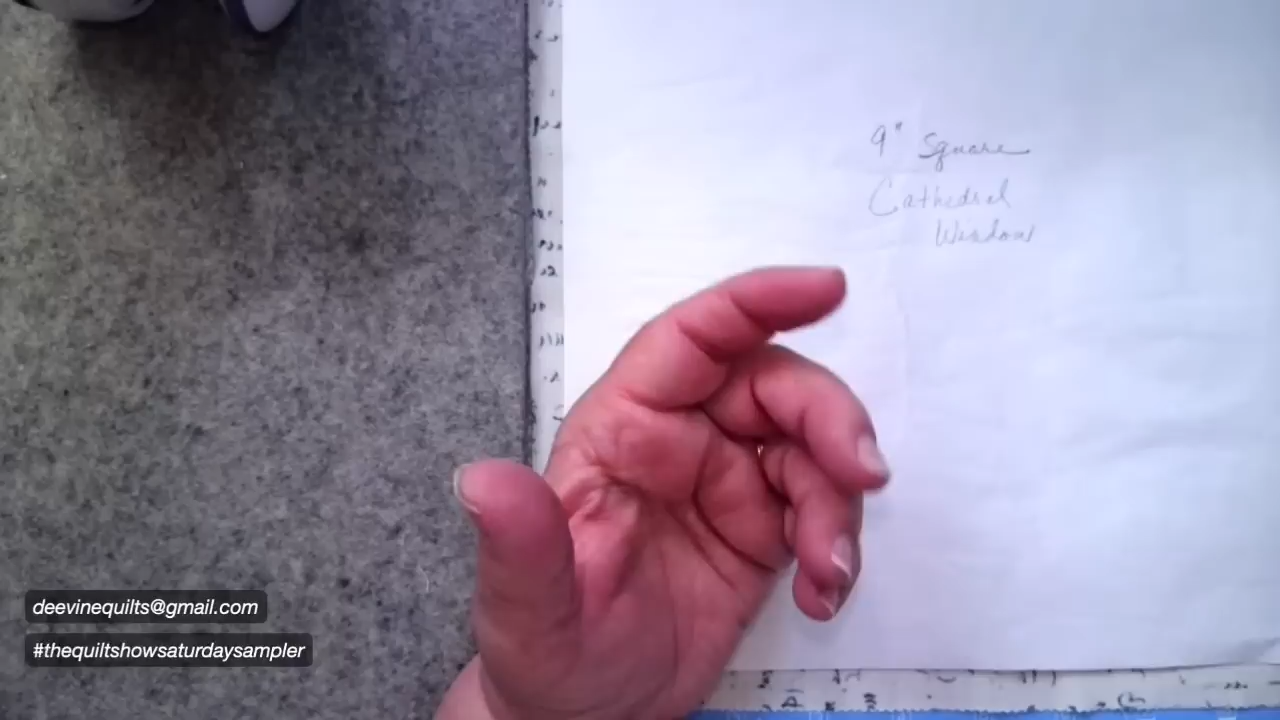 9" Square
Cathedral
Window
deevinequilts@gmail.com
#thequiltshowsaturdaysampler